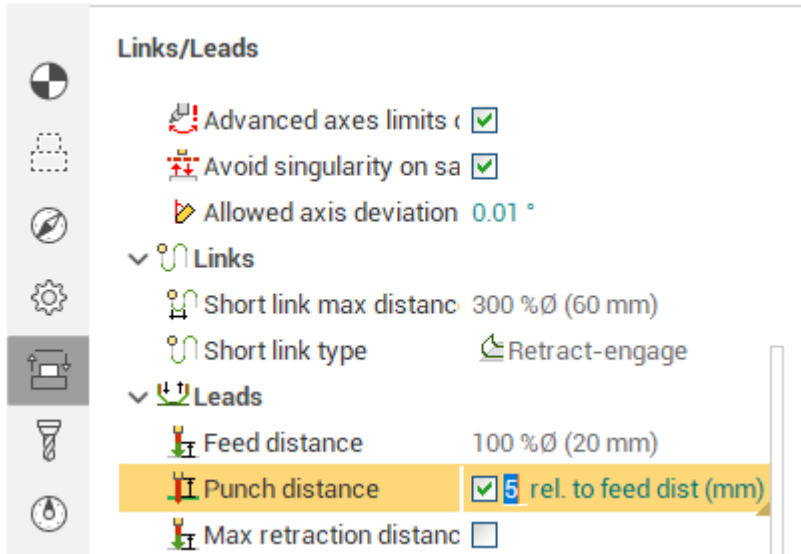 Links/Leads
Advanced axes limits c
Avoid singularity on sa
Allowed axis deviation 0.01 °
Links
Short link max distanc 300 %Ø (60 mm)
Short link type Retract-engage
Leads
Feed distance 100 %Ø (20 mm)
Punch distance 5 rel. to feed dist (mm)
Max retraction distanc